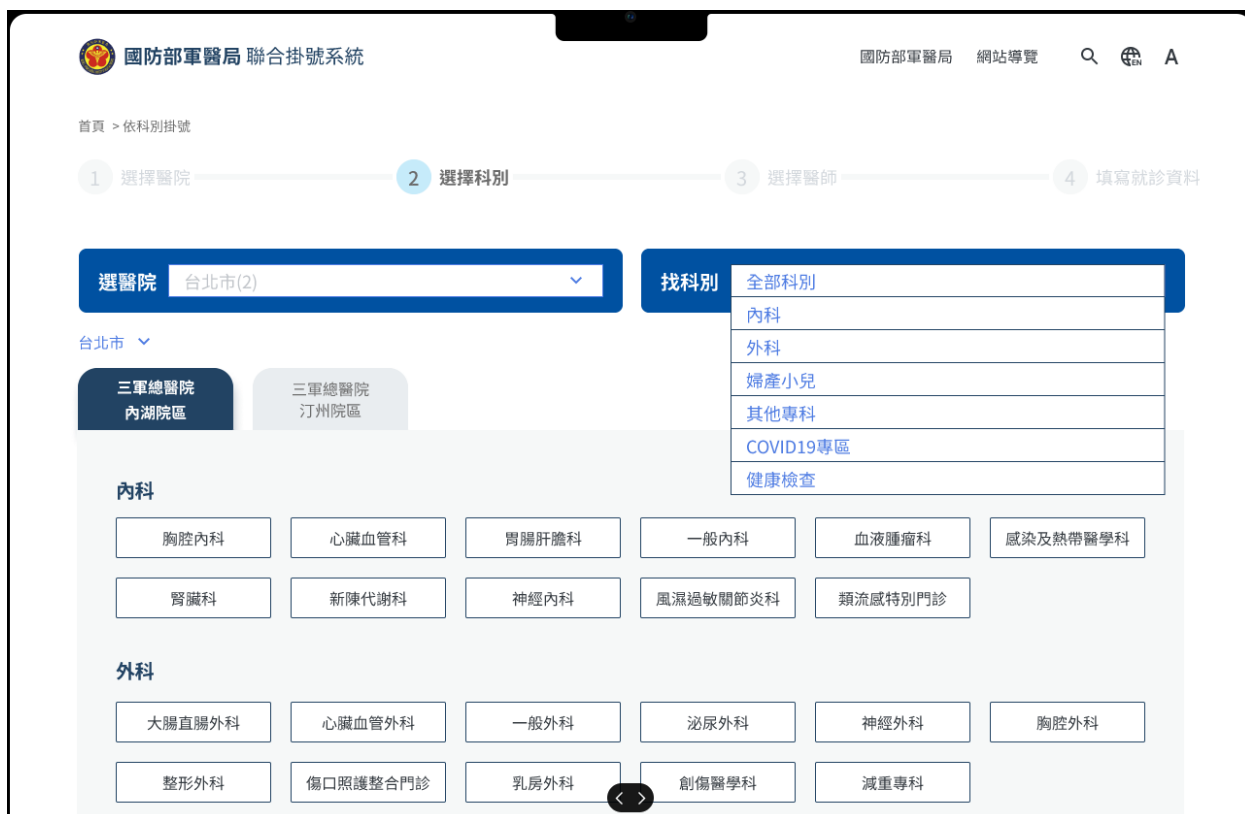 國防部軍醫局 聯合掛號系統
國防部軍醫局 網站導覽 EN A
首頁 > 依科別掛號
1 選擇醫院 2 選擇科別 3 選擇醫師 4 填寫就診資料
選醫院 台北市(2)
找科別 全部科別
內科
外科
婦產小兒
其他專科
COVID19專區
健康檢查
台北市
三軍總醫院
內湖院區
三軍總醫院
汀州院區
內科
胸腔內科 心臟血管科 胃腸肝膽科 一般內科 血液腫瘤科 感染及熱帶醫學科
腎臟科 新陳代謝科 神經內科 風濕過敏關節炎科 類流感特別門診
外科
大腸直腸外科 心臟血管外科 一般外科 泌尿外科 神經外科 胸腔外科
整形外科 傷口照護整合門診 乳房外科 創傷醫學科 減重專科